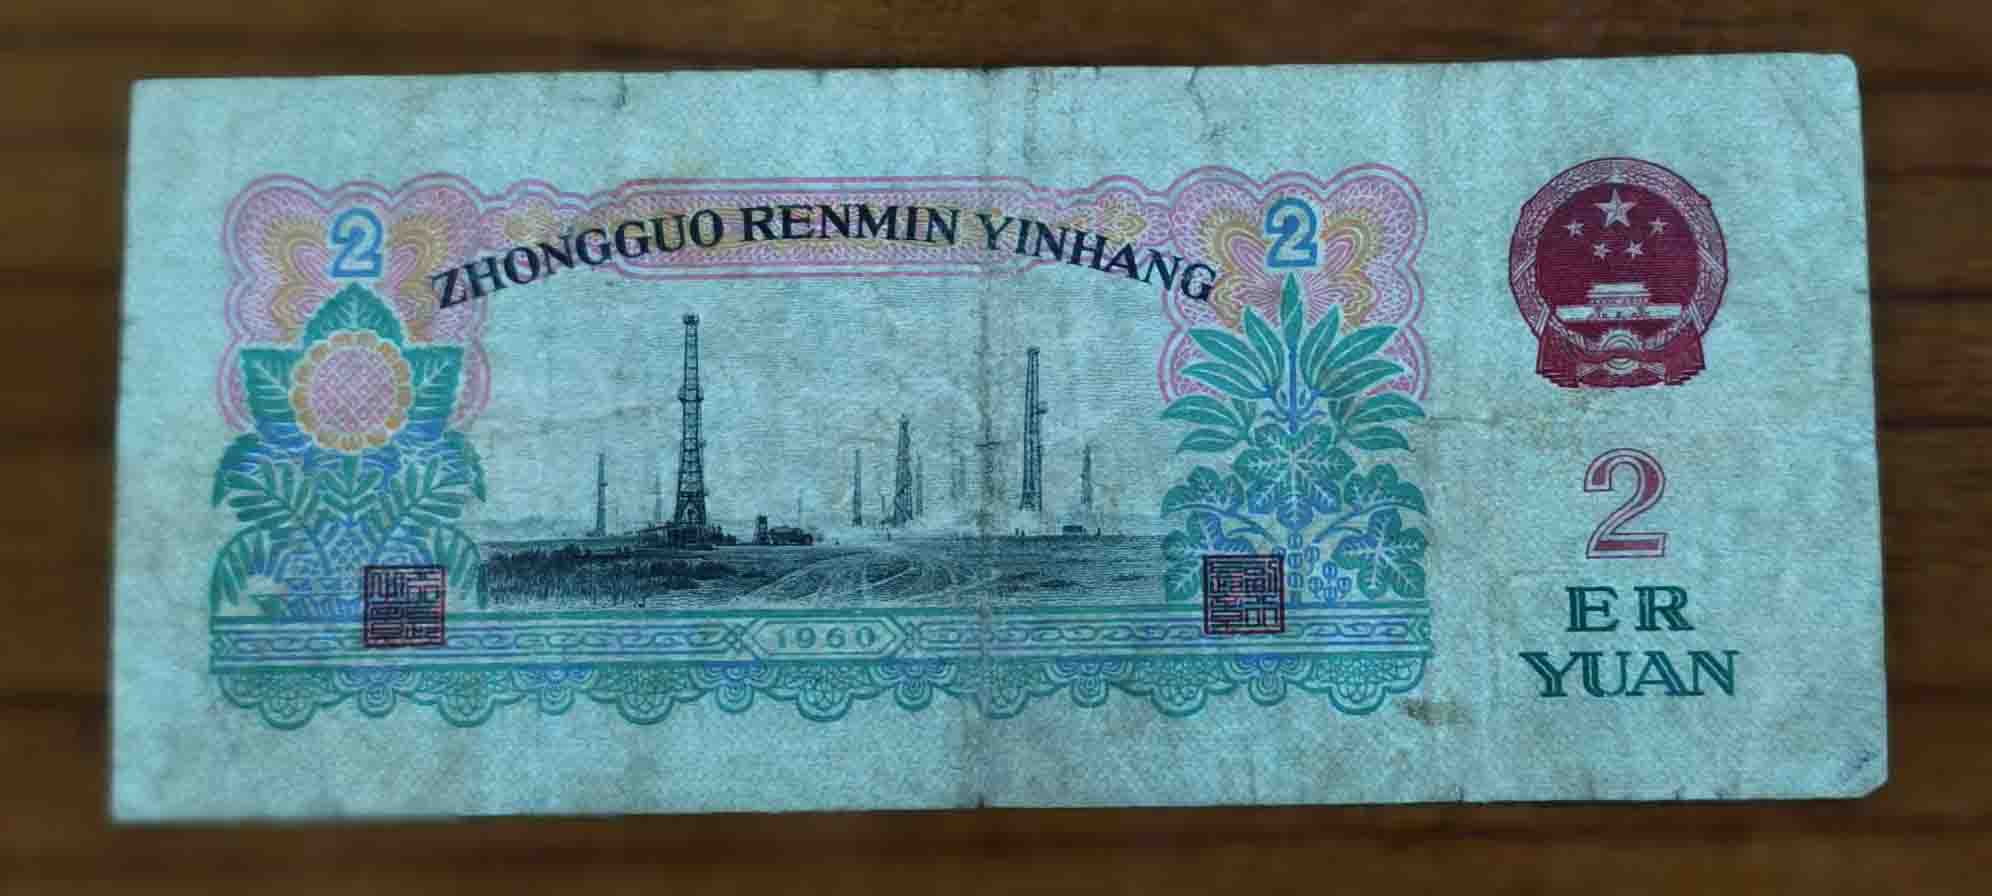 2
ZHONGGUO RENMIN YINHANG
2
1960
2
ER
YUAN